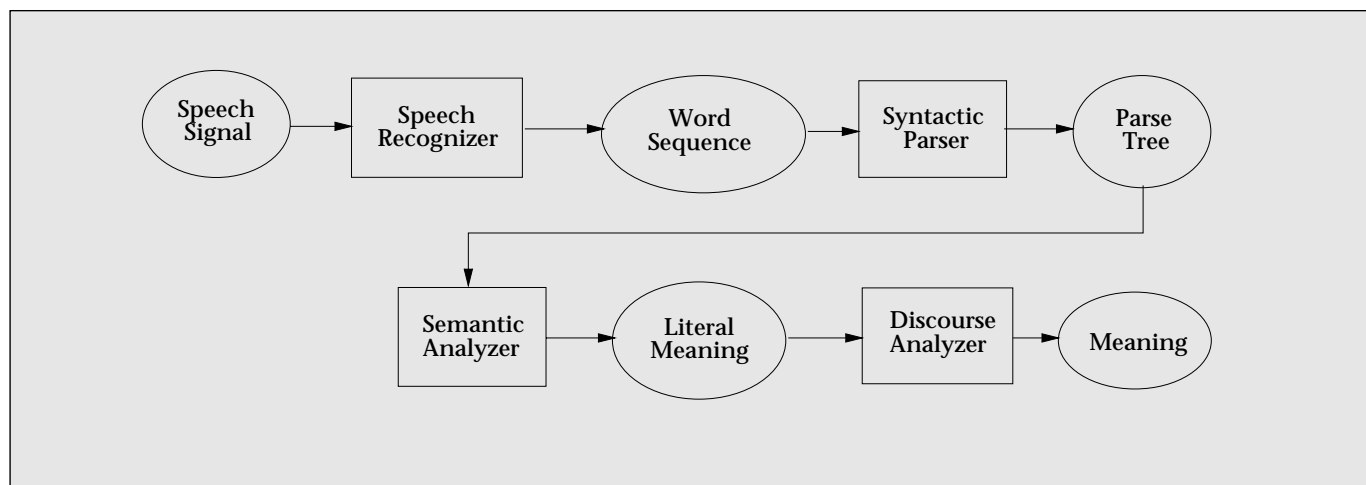 Speech
Signal
Speech
Recognizer
Word
Sequence
Syntactic
Parser
Parse
Tree
Semantic
Analyzer
Literal
Meaning
Discourse
Analyzer
Meaning